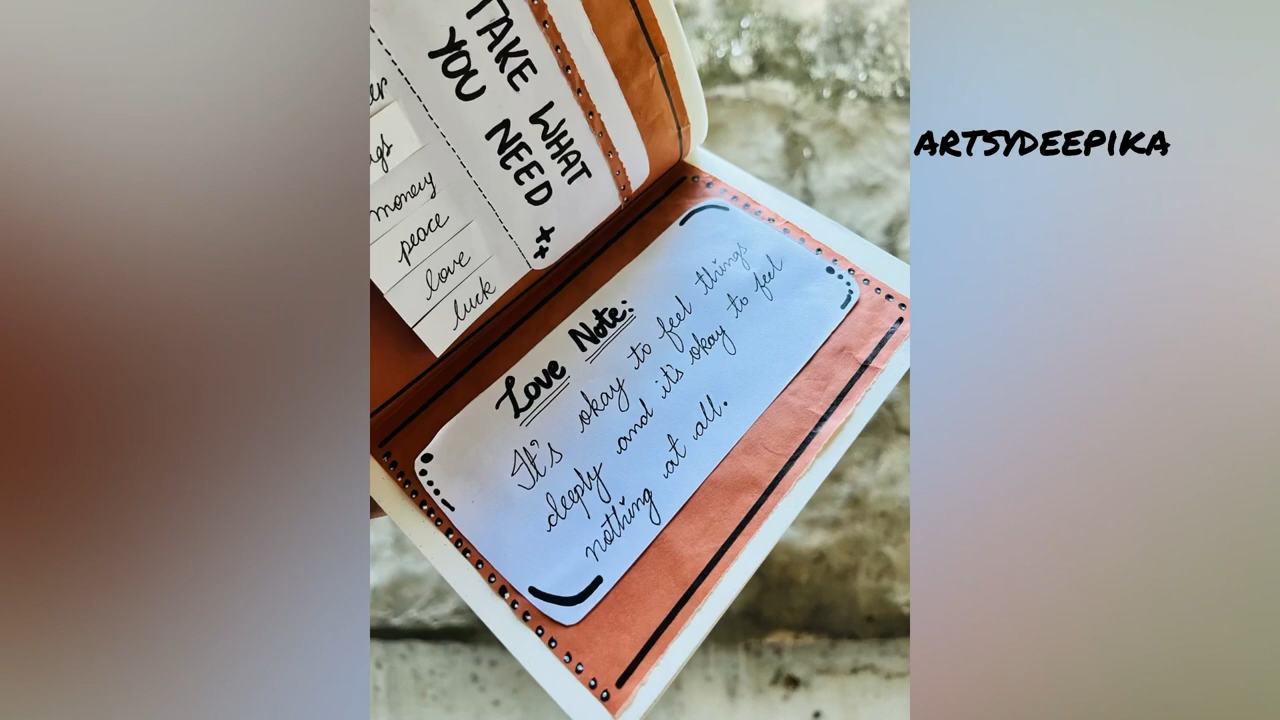 TAKE WHAT
YOU NEED
money
peace
love
luck
Love Note:
It's okay to feel things
deeply and it's okay to feel
nothing at all.
ARTSYDEEPIKA